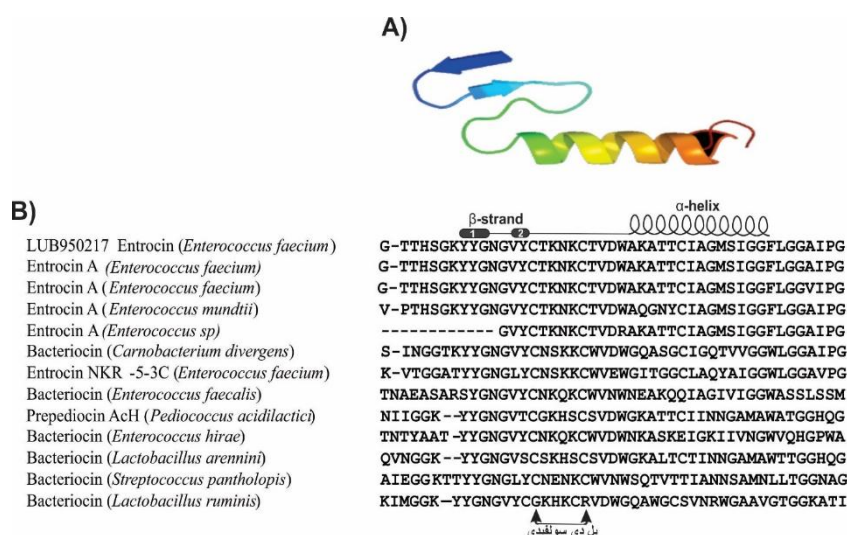 A)
B)
α-helix
β-strand
1 2
LUB950217 Entrocin (Enterococcus faecium) G-TTHSGKYYGNGVYCTKNKCTVDWAKATTCIAGMSIGGFLGGAIPG
Entrocin A (Enterococcus faecium) G-TTHSGKYYGNGVYCTKNKCTVDWAKATTCIAGMSIGGFLGGAIPG
Entrocin A (Enterococcus faecium) G-TTHSGKYYGNGVYCTKNKCTVDWAKATTCIAGMSIGGFLGGVIPG
Entrocin A (Enterococcus mundtii) V-PTHSGKYYGNGVYCTKNKCTVDWAQGNYCIAGMSIGGFLGGAIPG
Entrocin A (Enterococcus sp) ------------GVYCTKNKCTVDRAKATTCIAGMSIGGFLGGAIPG
Bacteriocin (Carnobacterium divergens) S-INGGTKYYGNGVYCNSKKCWVDWGQASGCIGQTVVGGWLGGAIPG
Entrocin NKR -5-3C (Enterococcus faecium) K-VTGGATYYGNGLYCNSKKCWVEWGITGGCLAQYAIGGWLGGAVPG
Bacteriocin (Enterococcus faecalis) TNAEASARSYGNGVYCNKQKCWVNWNEAKQQIAGIVIGGWASSLSSM
Prepediocin AcH (Pediococcus acidilactici) NIIGGK--YYGNGVTCGKHSCSVDWGKATTCIINNGAMAWATGGHQG
Bacteriocin (Enterococcus hirae) TNTYAAT-YYGNGVYCNKQKCWVDWNKASKEIGKIIVNGWVQHGPWA
Bacteriocin (Lactobacillus arennini) QVNGGK--YYGNGVSCSKHSCSVDWGKALTCTINNGAMAWTTGGHQG
Bacteriocin (Streptococcus pantholopis) AIEGGKTTYYGNGLYCNENKCWVNWSQTVTTIANNSAMNLLTGGNAG
Bacteriocin (Lactobacillus ruminis) KIMGGK—YYGNGVYCGKHKCRVDWGQAWGCSVNRWGAAVGTGGKATI
پل دی سولفیدی